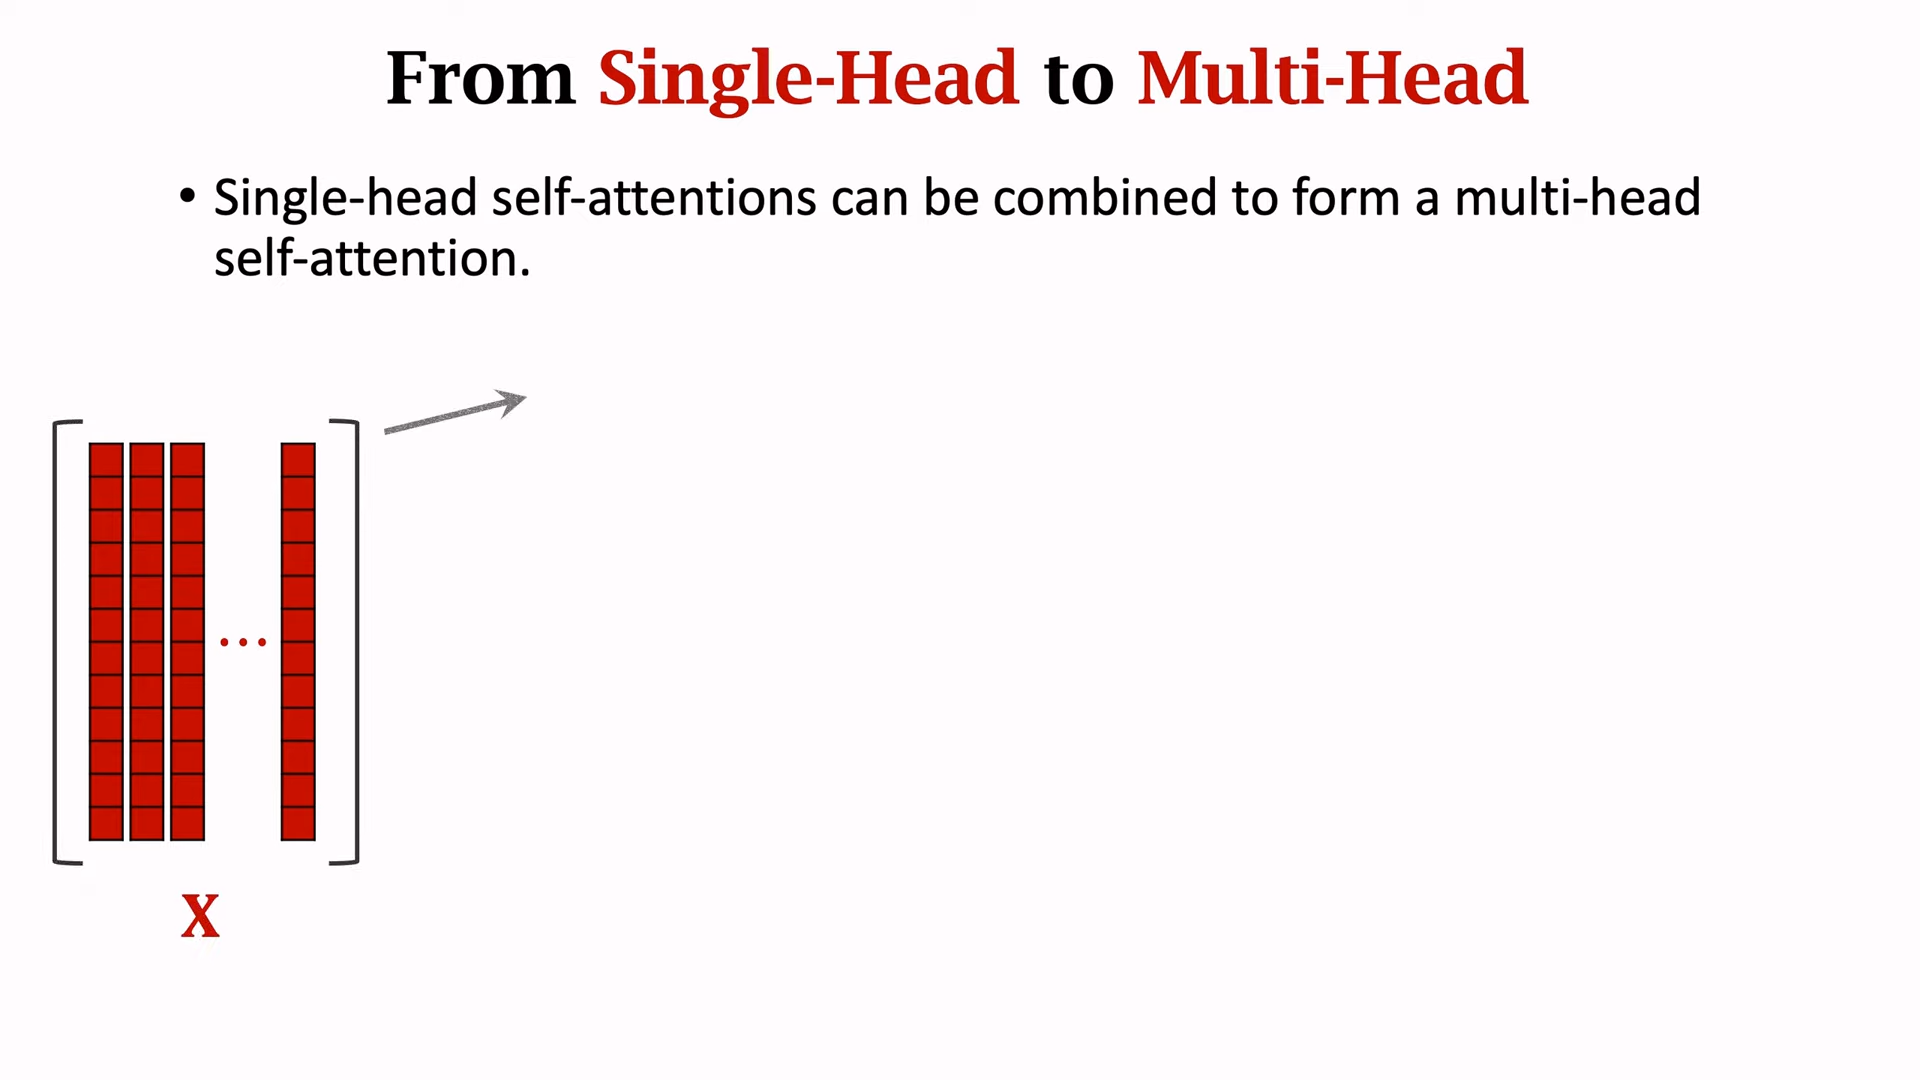 From Single-Head to Multi-Head
• Single-head self-attentions can be combined to form a multi-head
self-attention.
...
X